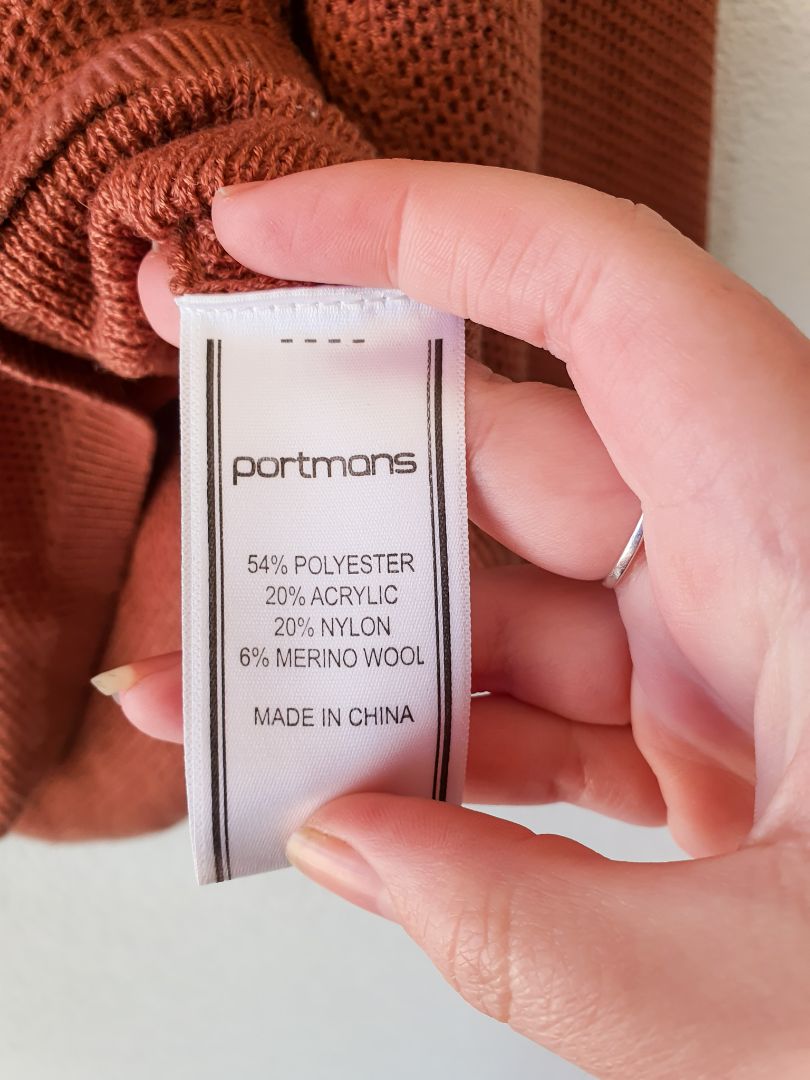 portmans
54% POLYESTER
20% ACRYLIC
20% NYLON
6% MERINO WOOL
MADE IN CHINA